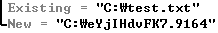 Existing = "C:\test.txt"
New = "C:\eYjIHdvFK7.9164"